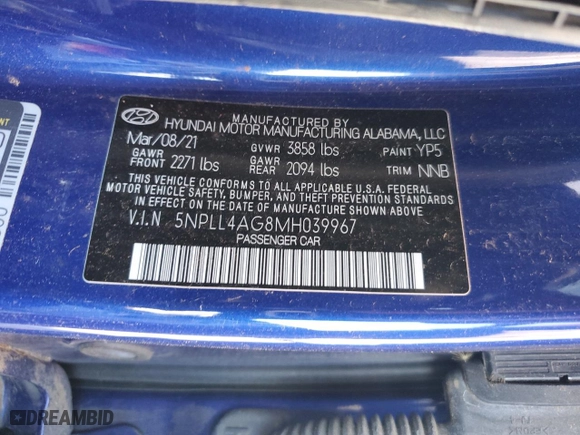 MANUFACTURED BY
HYUNDAI MOTOR MANUFACTURING ALABAMA, LLC
Mar/08/21 GVWR 3858 lbs PAINT YP5
GAWR FRONT 2271 lbs GAWR REAR 2094 lbs TRIM NNB
THIS VEHICLE CONFORMS TO ALL APPLICABLE U.S.A. FEDERAL
MOTOR VEHICLE SAFETY, BUMPER, AND THEFT PREVENTION STANDARDS
IN EFFECT ON THE DATE OF MANUFACTURE SHOWN ABOVE.
V.I.N 5NPLL4AG8MH039967
PASSENGER CAR
DREAMBID